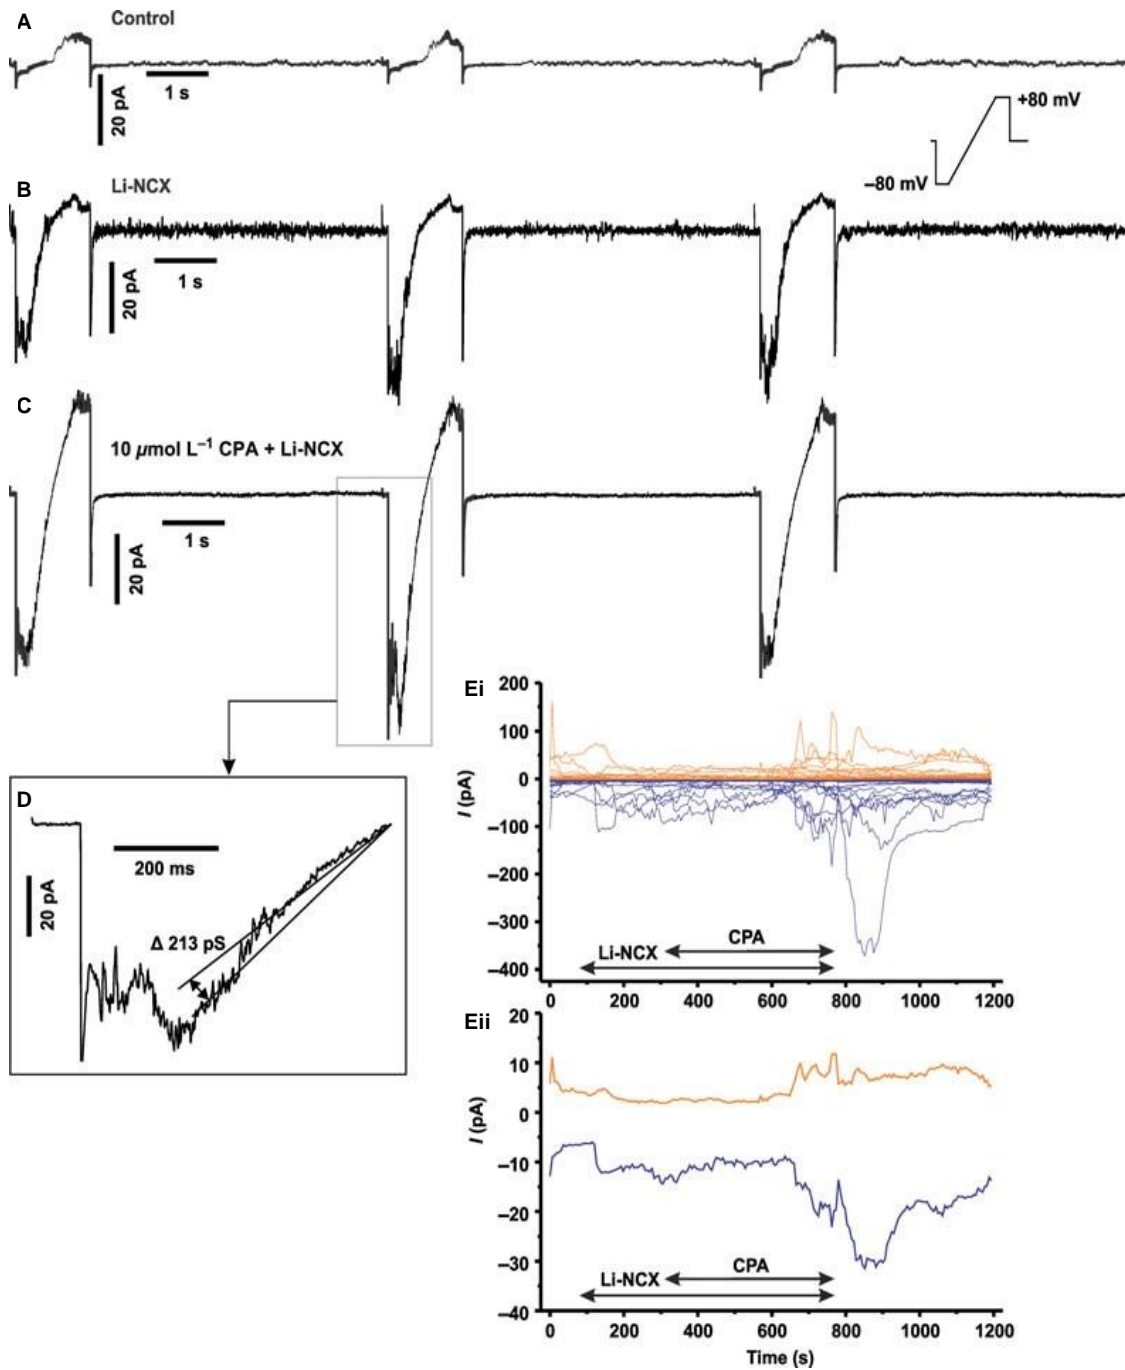 A
Control
1 s
20 pA
+80 mV
−80 mV
B
Li-NCX
1 s
20 pA
C
10 µmol L⁻¹ CPA + Li-NCX
1 s
20 pA
D
200 ms
20 pA
Δ 213 pS
Ei
200
100
0
−100
−200
−300
−400
I (pA)
CPA
Li-NCX
0 200 400 600 800 1000 1200
Eii
20
10
0
−10
−20
−30
−40
I (pA)
CPA
Li-NCX
0 200 400 600 800 1000 1200
Time (s)